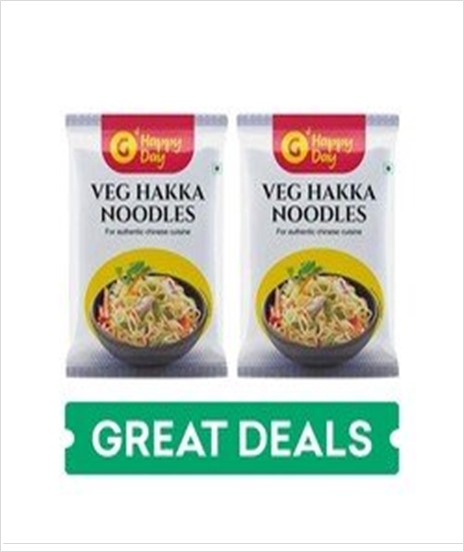 G Happy Day
VEG HAKKA
NOODLES
For authentic chinese cuisine
G Happy Day
VEG HAKKA
NOODLES
For authentic chinese cuisine
GREAT DEALS